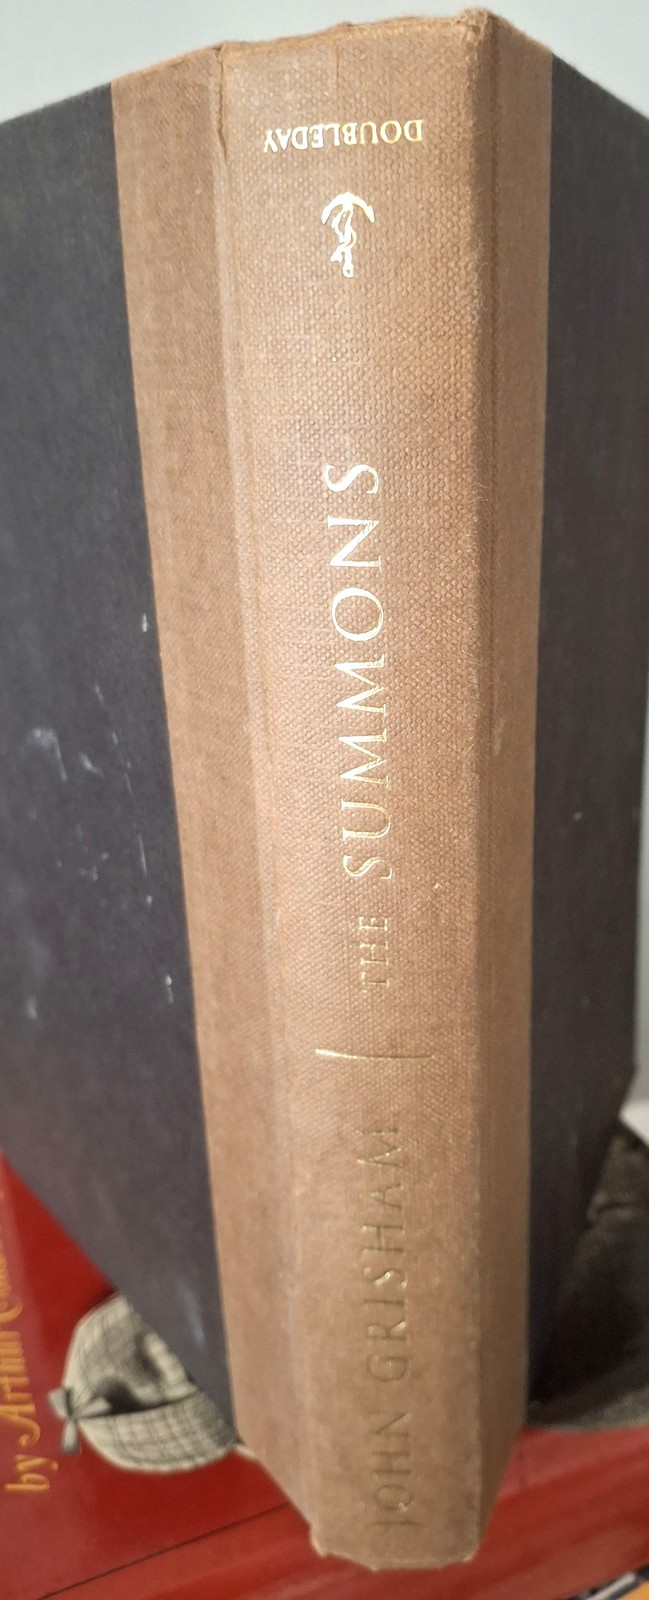 JOHN GRISHAM
THE SUMMONS
DOUBLEDAY
by Arthur